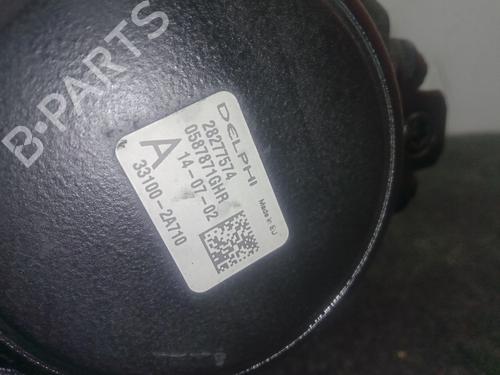 B-PARTS
DELPHI
Made in EU
28277574
0587871GHR
14-07-02
A
33100-2A710